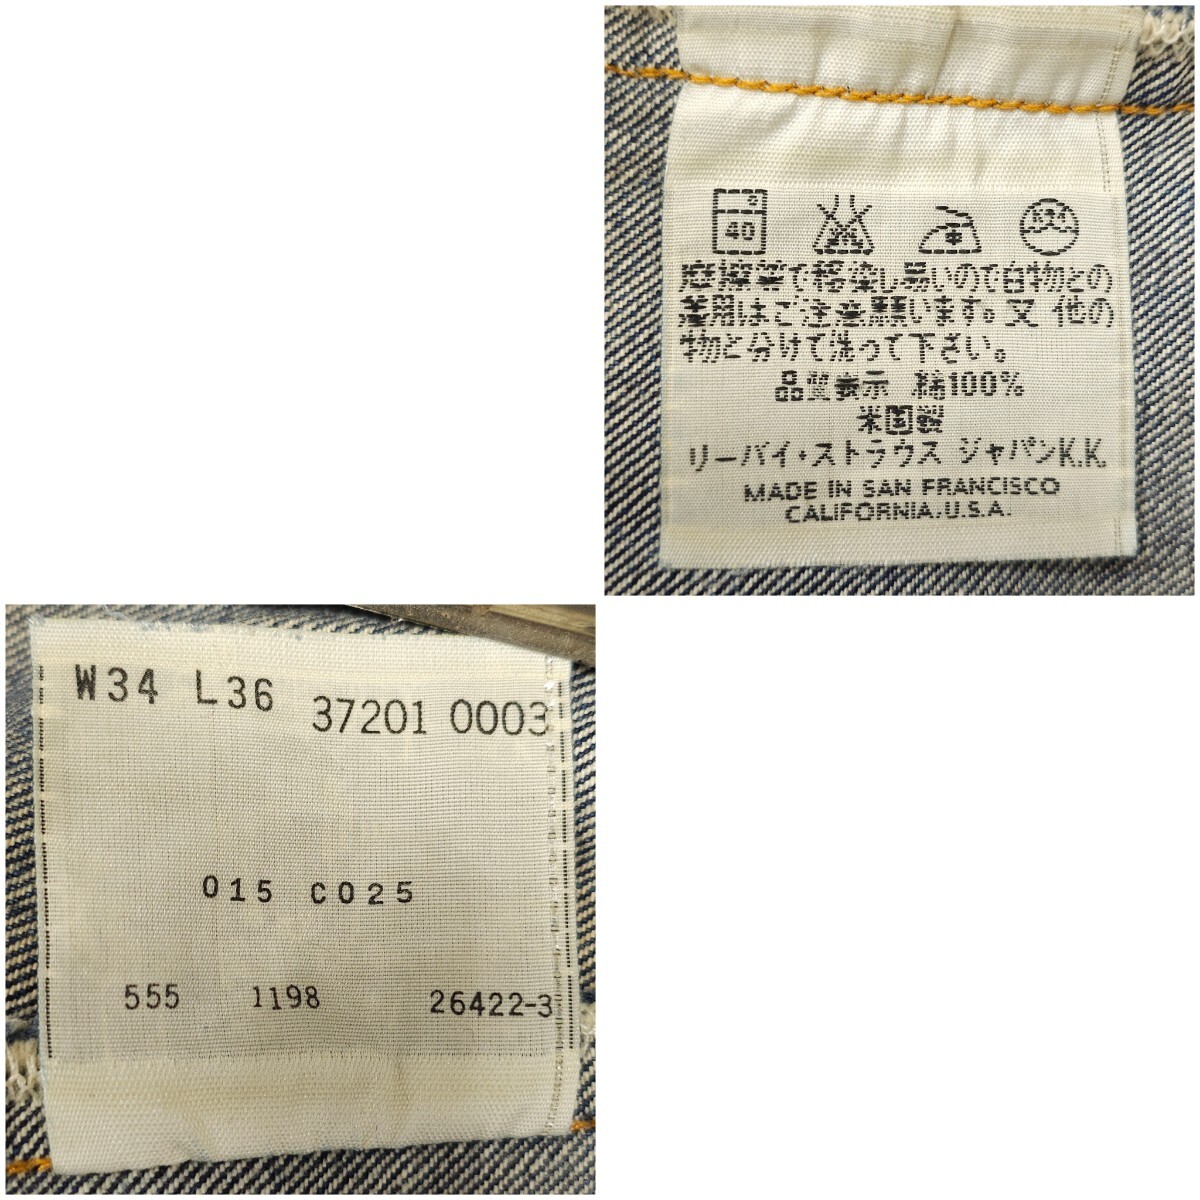 40
摩擦等で移染し易いので白物との
着用はご注意願います。又 他の
物と分けて洗って下さい。
品質表示 綿100%
米国製
リーバイ・ストラウス ジャパンK.K.
MADE IN SAN FRANCISCO
CALIFORNIA, U.S.A.
W34 L36 37201 0003
015 C025
555 1198 26422-3